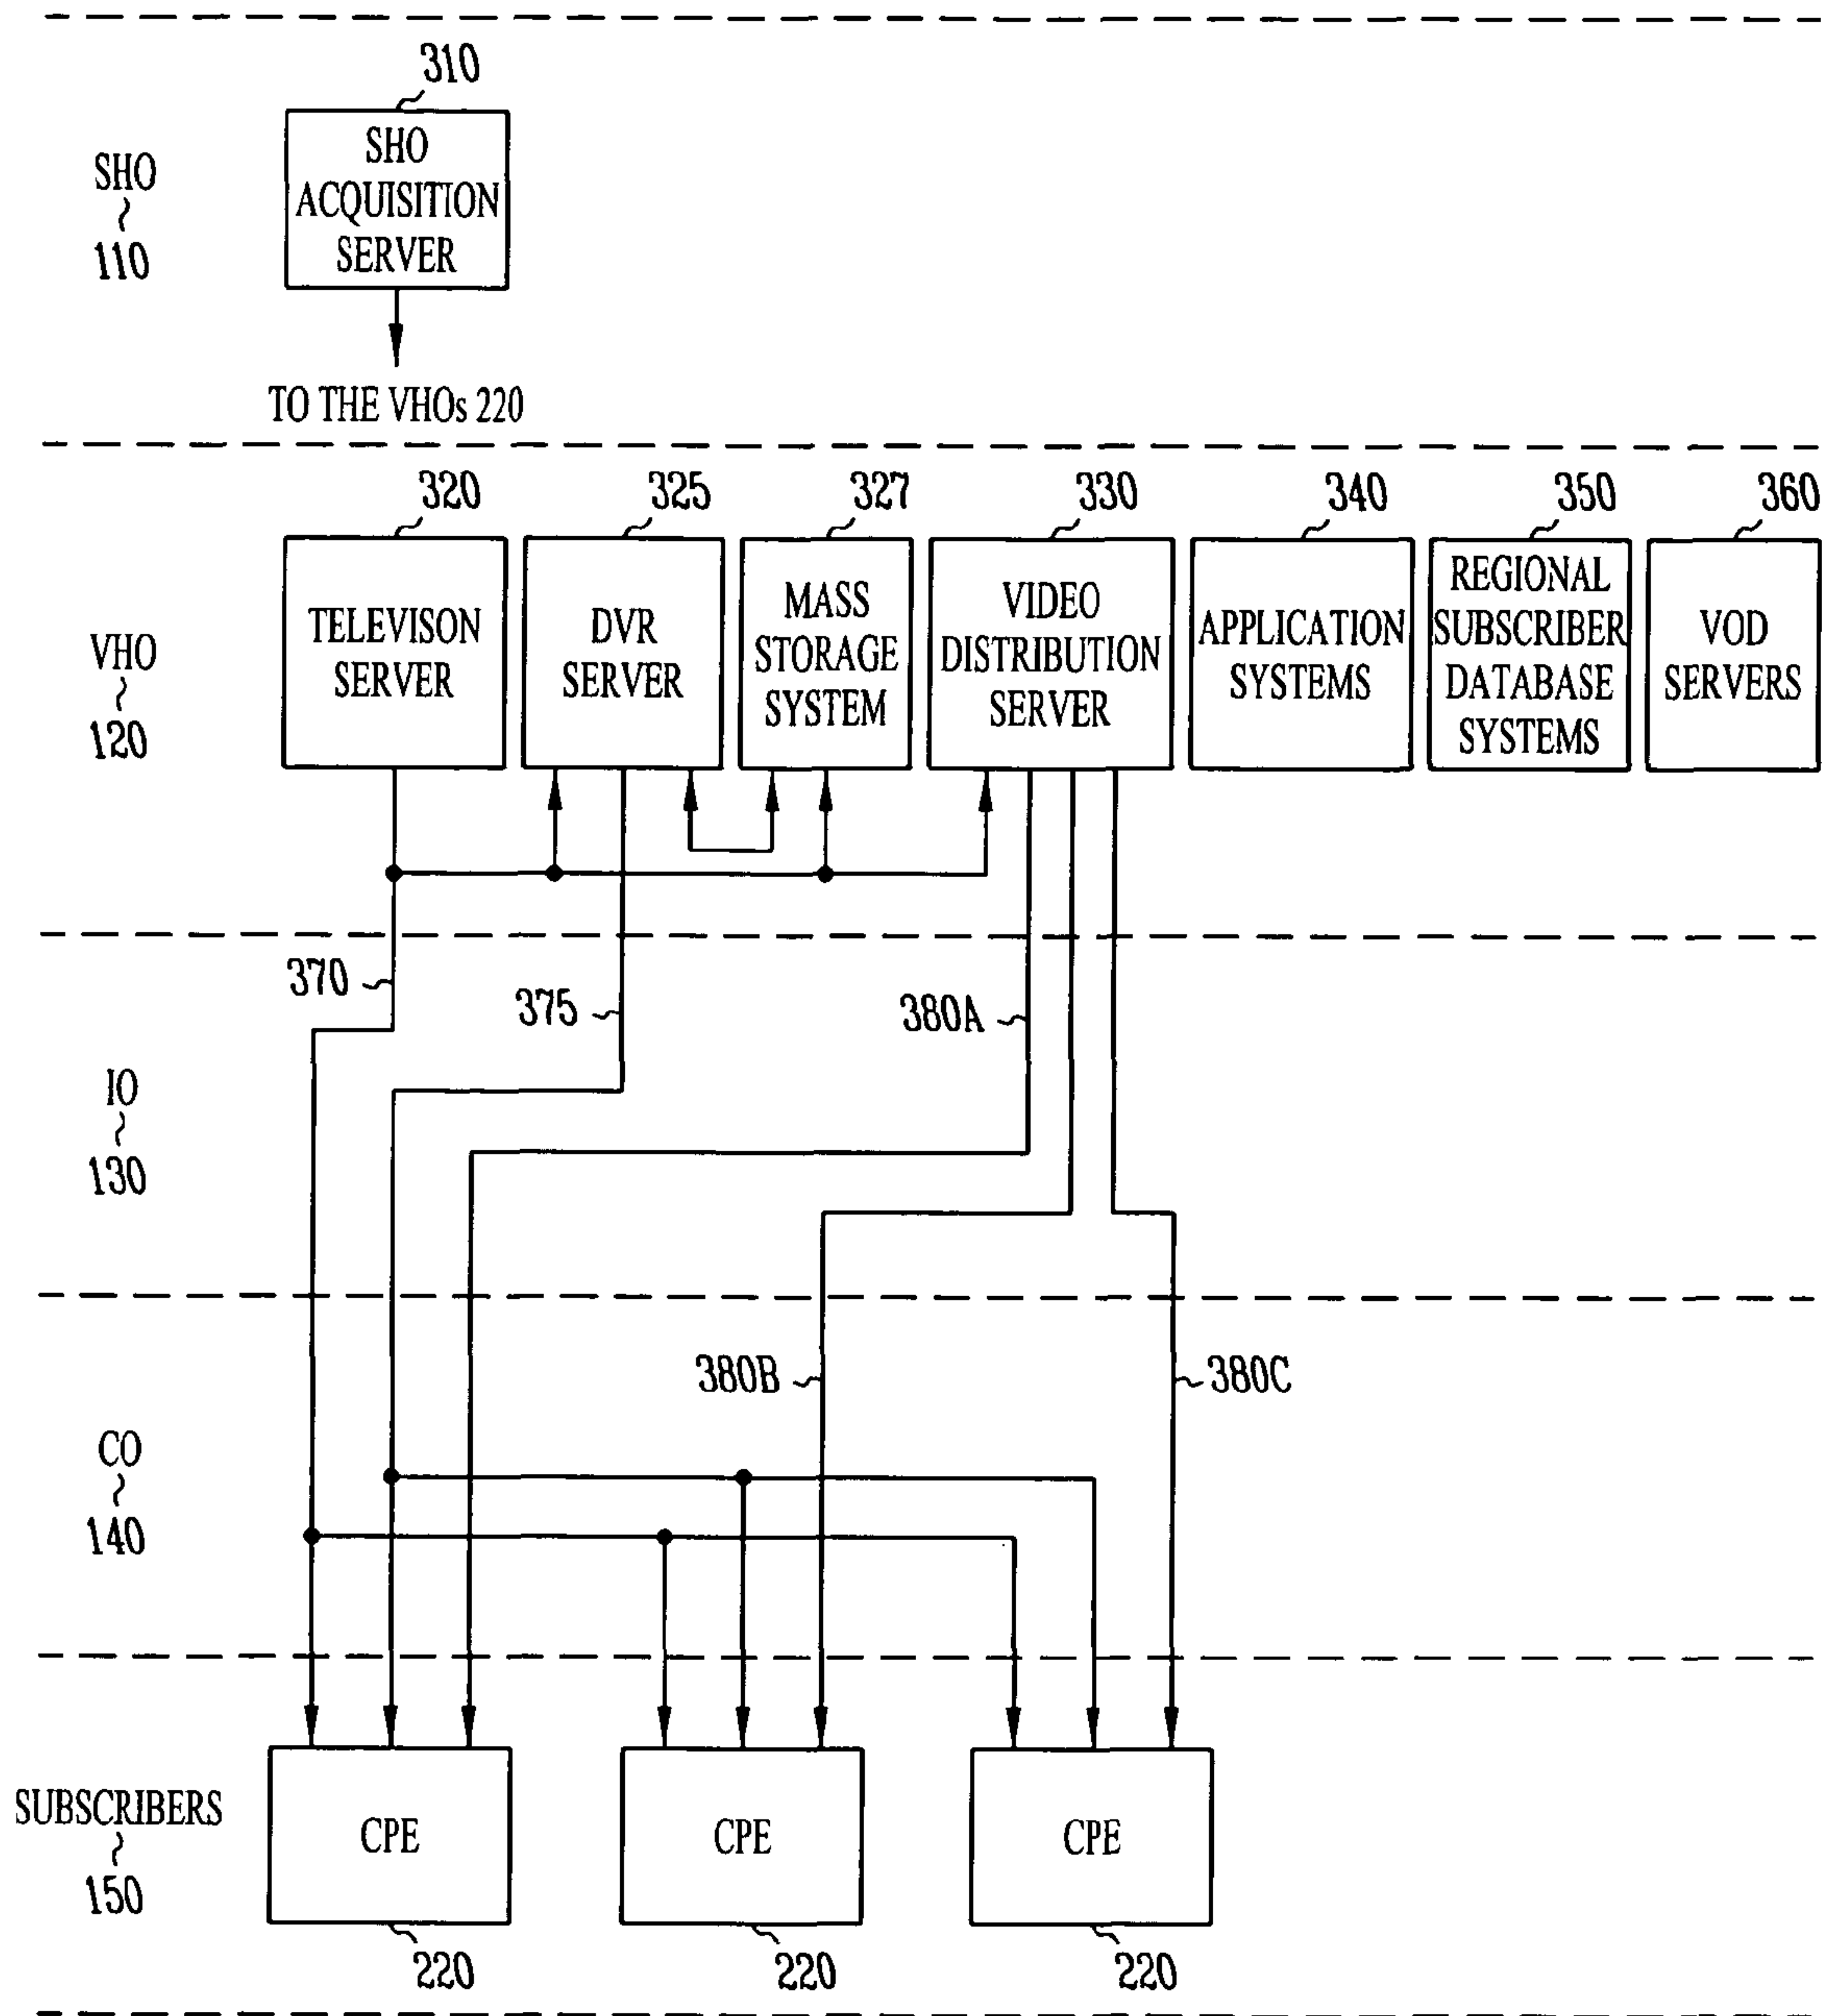 310
SHO
110
SHO
ACQUISITION
SERVER
TO THE VHOs 220
320
325
327
330
340
350
360
VHO
120
TELEVISON
SERVER
DVR
SERVER
MASS
STORAGE
SYSTEM
VIDEO
DISTRIBUTION
SERVER
APPLICATION
SYSTEMS
REGIONAL
SUBSCRIBER
DATABASE
SYSTEMS
VOD
SERVERS
370
375
380A
IO
130
380B
380C
CO
140
SUBSCRIBERS
150
CPE
CPE
CPE
220
220
220